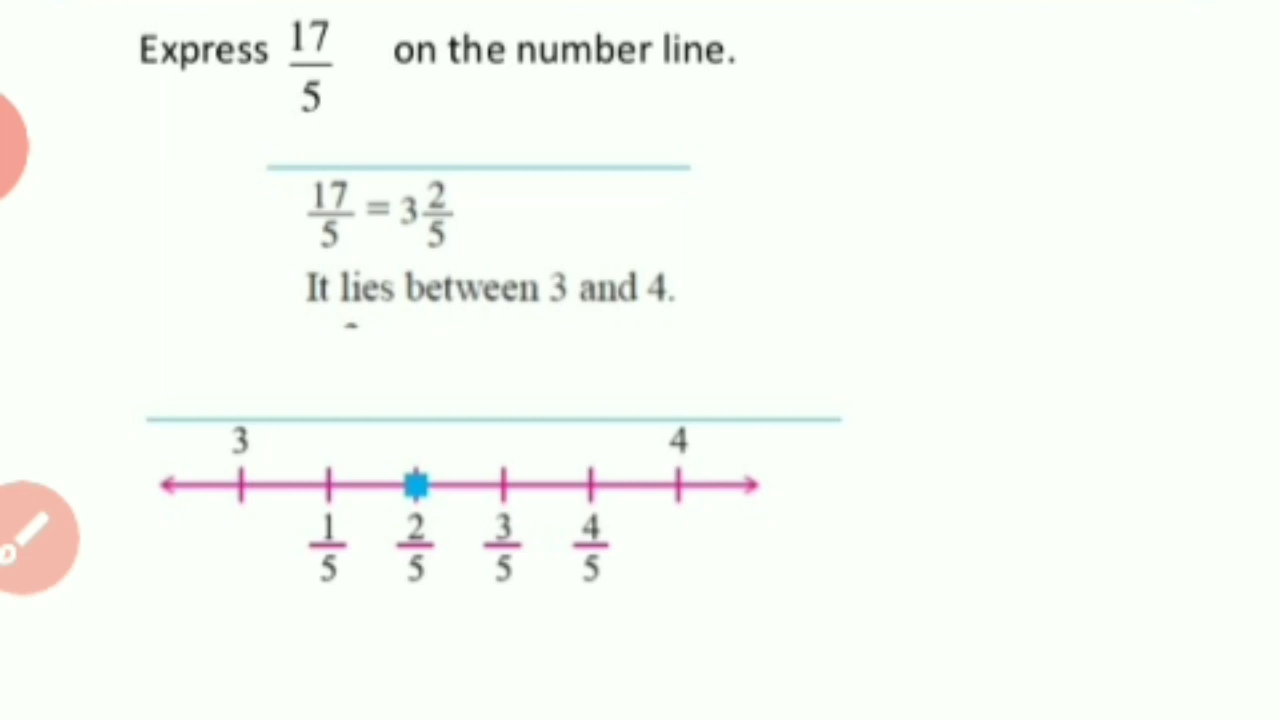 Express 17/5 on the number line.
17/5 = 3 2/5
It lies between 3 and 4.
3 4
1/5 2/5 3/5 4/5